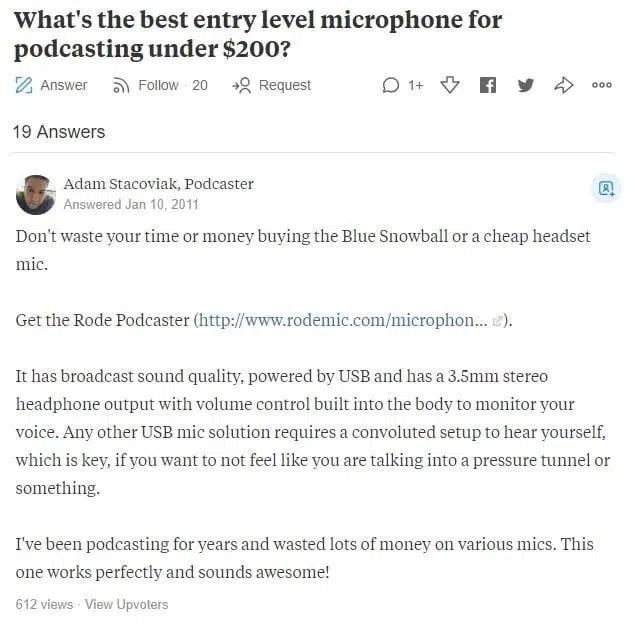 What's the best entry level microphone for
podcasting under $200?
Answer Follow · 20 Request 1+
19 Answers
Adam Stacoviak, Podcaster
Answered Jan 10, 2011
Don't waste your time or money buying the Blue Snowball or a cheap headset
mic.
Get the Rode Podcaster (http://www.rodemic.com/microphon... ).
It has broadcast sound quality, powered by USB and has a 3.5mm stereo
headphone output with volume control built into the body to monitor your
voice. Any other USB mic solution requires a convoluted setup to hear yourself,
which is key, if you want to not feel like you are talking into a pressure tunnel or
something.
I've been podcasting for years and wasted lots of money on various mics. This
one works perfectly and sounds awesome!
612 views · View Upvoters